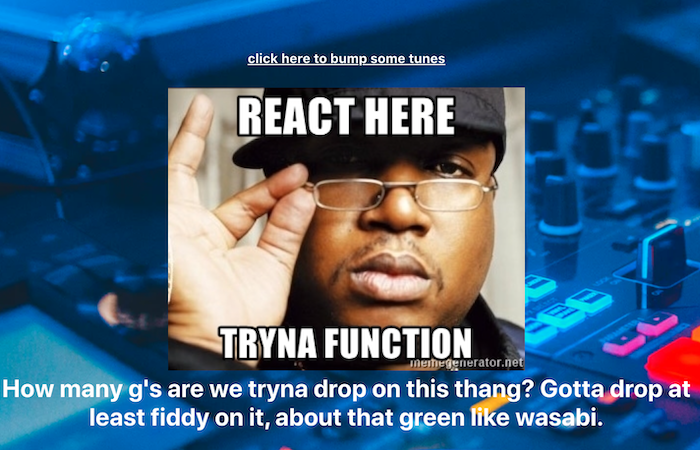 click here to bump some tunes
REACT HERE
TRYNA FUNCTION
memegenerator.net
How many g's are we tryna drop on this thang? Gotta drop at
least fiddy on it, about that green like wasabi.